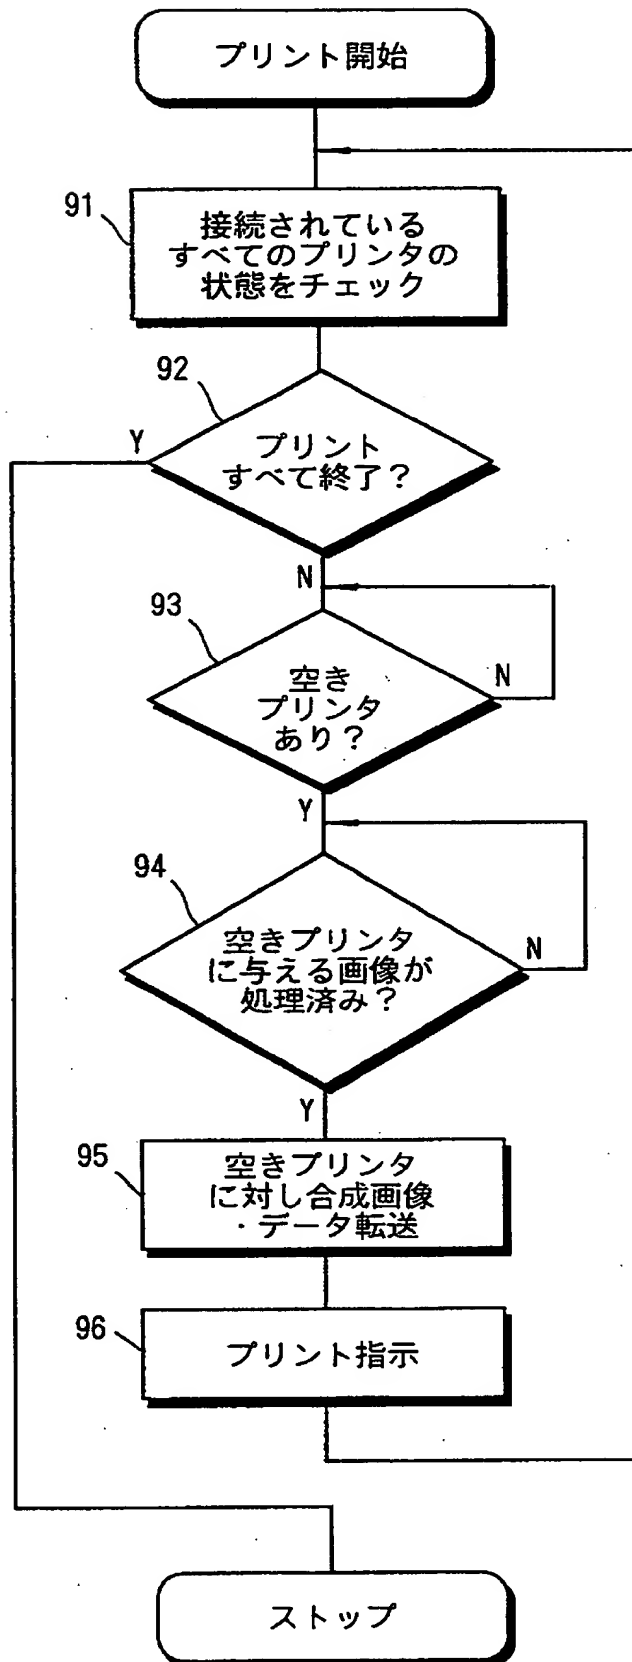 プリント開始
91
接続されている
すべてのプリンタの
状態をチェック
92
Y
プリント
すべて終了?
N
93
空き
プリンタ
あり?
N
Y
94
空きプリンタ
に与える画像が
処理済み?
N
Y
95
空きプリンタ
に対し合成画像
・データ転送
96
プリント指示
ストップ